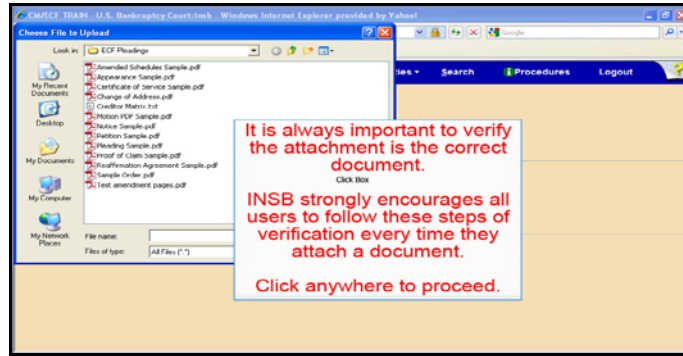 CM/ECF TRAIN - U.S. Bankruptcy Court:insb - Windows Internet Explorer provided by Yahoo!
Choose File to Upload
Google
Look in:
ECF Pleadings
ties
Search
Procedures
Logout
My Recent Documents
Desktop
My Documents
My Computer
My Network Places
Amended Schedules Sample.pdf
Appearance Sample.pdf
Certificate of Service Sample.pdf
Change of Address.pdf
Creditor Matrix.txt
Motion PDF Sample.pdf
Notice Sample.pdf
Petition Sample.pdf
Pleading Sample.pdf
Proof of Claim Sample.pdf
Reaffirmation Agreement Sample.pdf
Sample Order.pdf
Test amendment pages.pdf
File name:
Files of type:
All Files (*.*)
It is always important to verify
the attachment is the correct
document.
Click Box
INSB strongly encourages all
users to follow these steps of
verification every time they
attach a document.
Click anywhere to proceed.